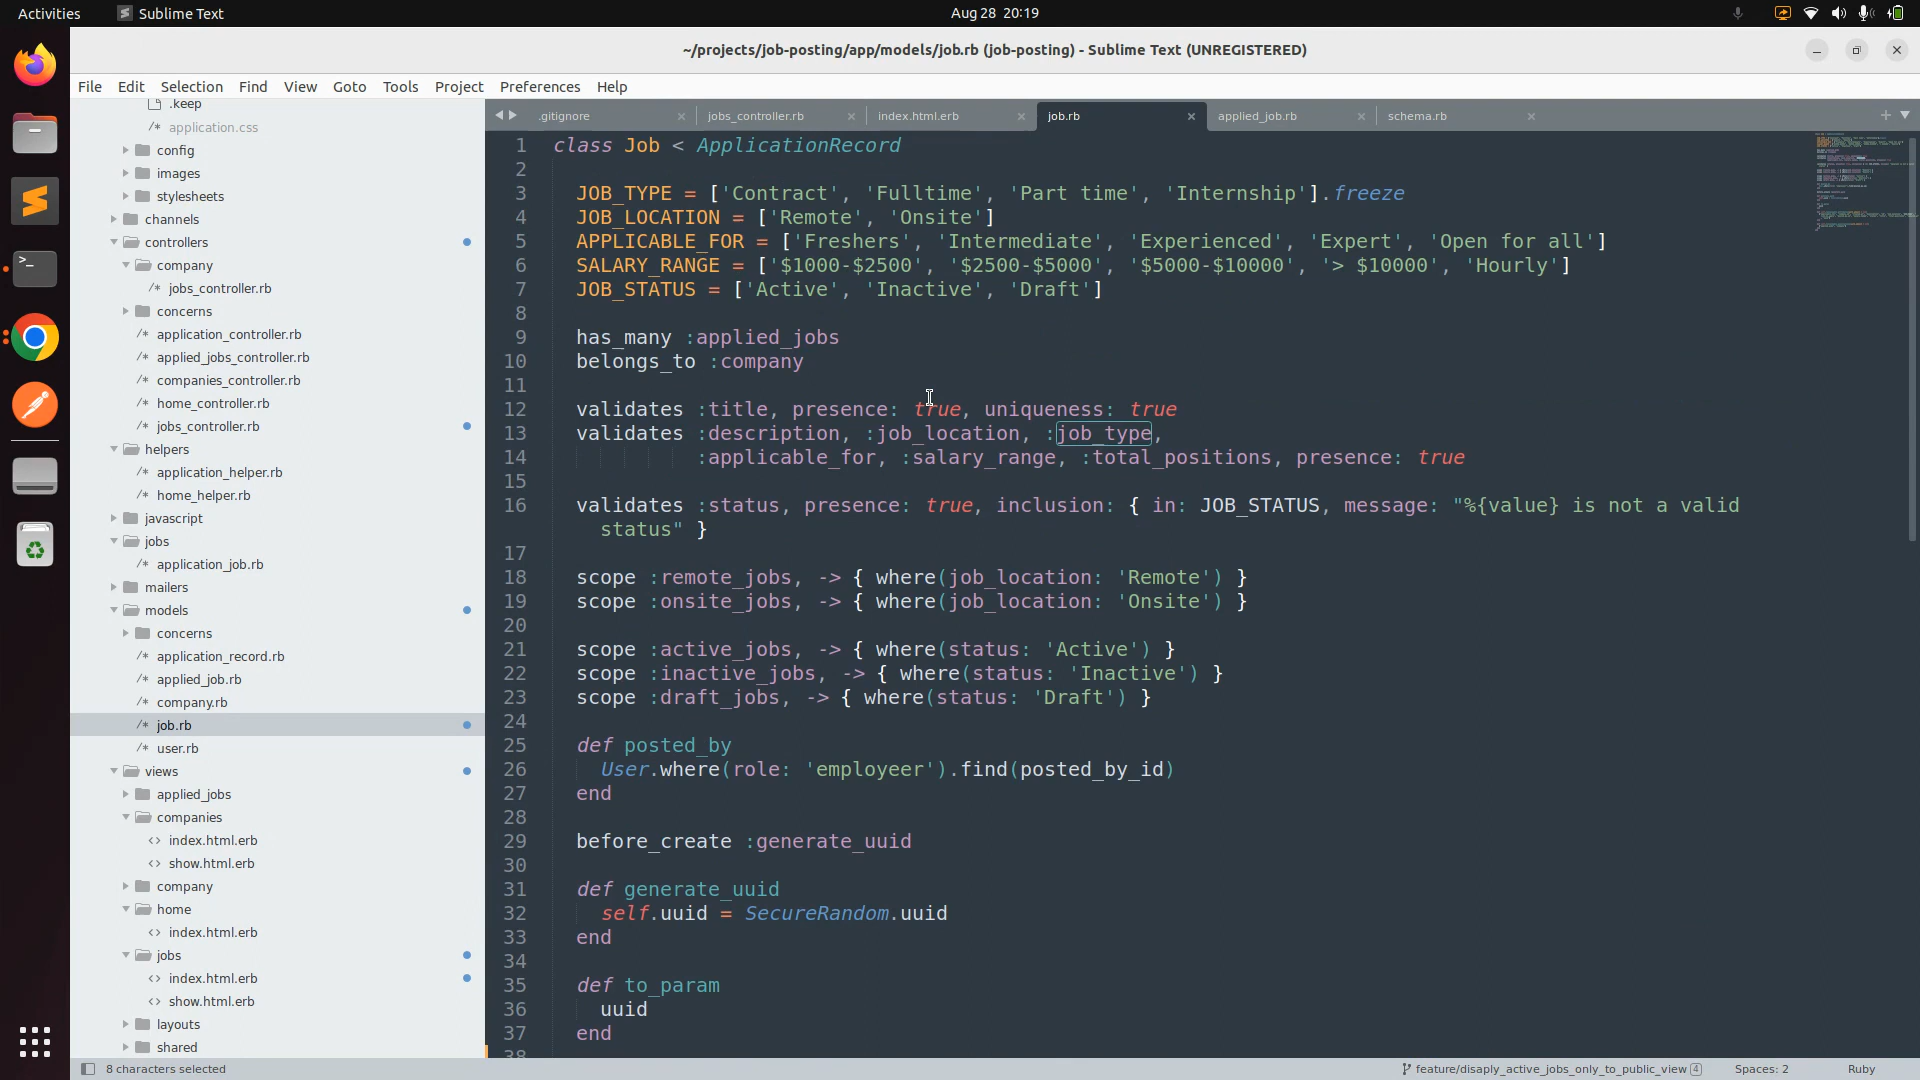 Activities
Sublime Text
Aug 28 20:19
~/projects/job-posting/app/models/job.rb (job-posting) - Sublime Text (UNREGISTERED)
File Edit Selection Find View Goto Tools Project Preferences Help
.keep
/* application.css
config
images
stylesheets
channels
controllers
company
/* jobs_controller.rb
concerns
/* application_controller.rb
/* applied_jobs_controller.rb
/* companies_controller.rb
/* home_controller.rb
/* jobs_controller.rb
helpers
/* application_helper.rb
/* home_helper.rb
javascript
jobs
/* application_job.rb
mailers
models
concerns
/* application_record.rb
/* applied_job.rb
/* company.rb
/* job.rb
/* user.rb
views
applied_jobs
companies
<> index.html.erb
<> show.html.erb
company
home
<> index.html.erb
jobs
<> index.html.erb
<> show.html.erb
layouts
shared
.gitignore
jobs_controller.rb
index.html.erb
job.rb
applied_job.rb
schema.rb
1 class Job < ApplicationRecord
2
3 JOB_TYPE = ['Contract', 'Fulltime', 'Part time', 'Internship'].freeze
4 JOB_LOCATION = ['Remote', 'Onsite']
5 APPLICABLE_FOR = ['Freshers', 'Intermediate', 'Experienced', 'Expert', 'Open for all']
6 SALARY_RANGE = ['$1000-$2500', '$2500-$5000', '$5000-$10000', '> $10000', 'Hourly']
7 JOB_STATUS = ['Active', 'Inactive', 'Draft']
8
9 has_many :applied_jobs
10 belongs_to :company
11
12 validates :title, presence: true, uniqueness: true
13 validates :description, :job_location, :job_type,
14 :applicable_for, :salary_range, :total_positions, presence: true
15
16 validates :status, presence: true, inclusion: { in: JOB_STATUS, message: "%{value} is not a valid
status" }
17
18 scope :remote_jobs, -> { where(job_location: 'Remote') }
19 scope :onsite_jobs, -> { where(job_location: 'Onsite') }
20
21 scope :active_jobs, -> { where(status: 'Active') }
22 scope :inactive_jobs, -> { where(status: 'Inactive') }
23 scope :draft_jobs, -> { where(status: 'Draft') }
24
25 def posted_by
26 User.where(role: 'employeer').find(posted_by_id)
27 end
28
29 before_create :generate_uuid
30
31 def generate_uuid
32 self.uuid = SecureRandom.uuid
33 end
34
35 def to_param
36 uuid
37 end
38
8 characters selected
feature/disaply_active_jobs_only_to_public_view 4
Spaces: 2
Ruby